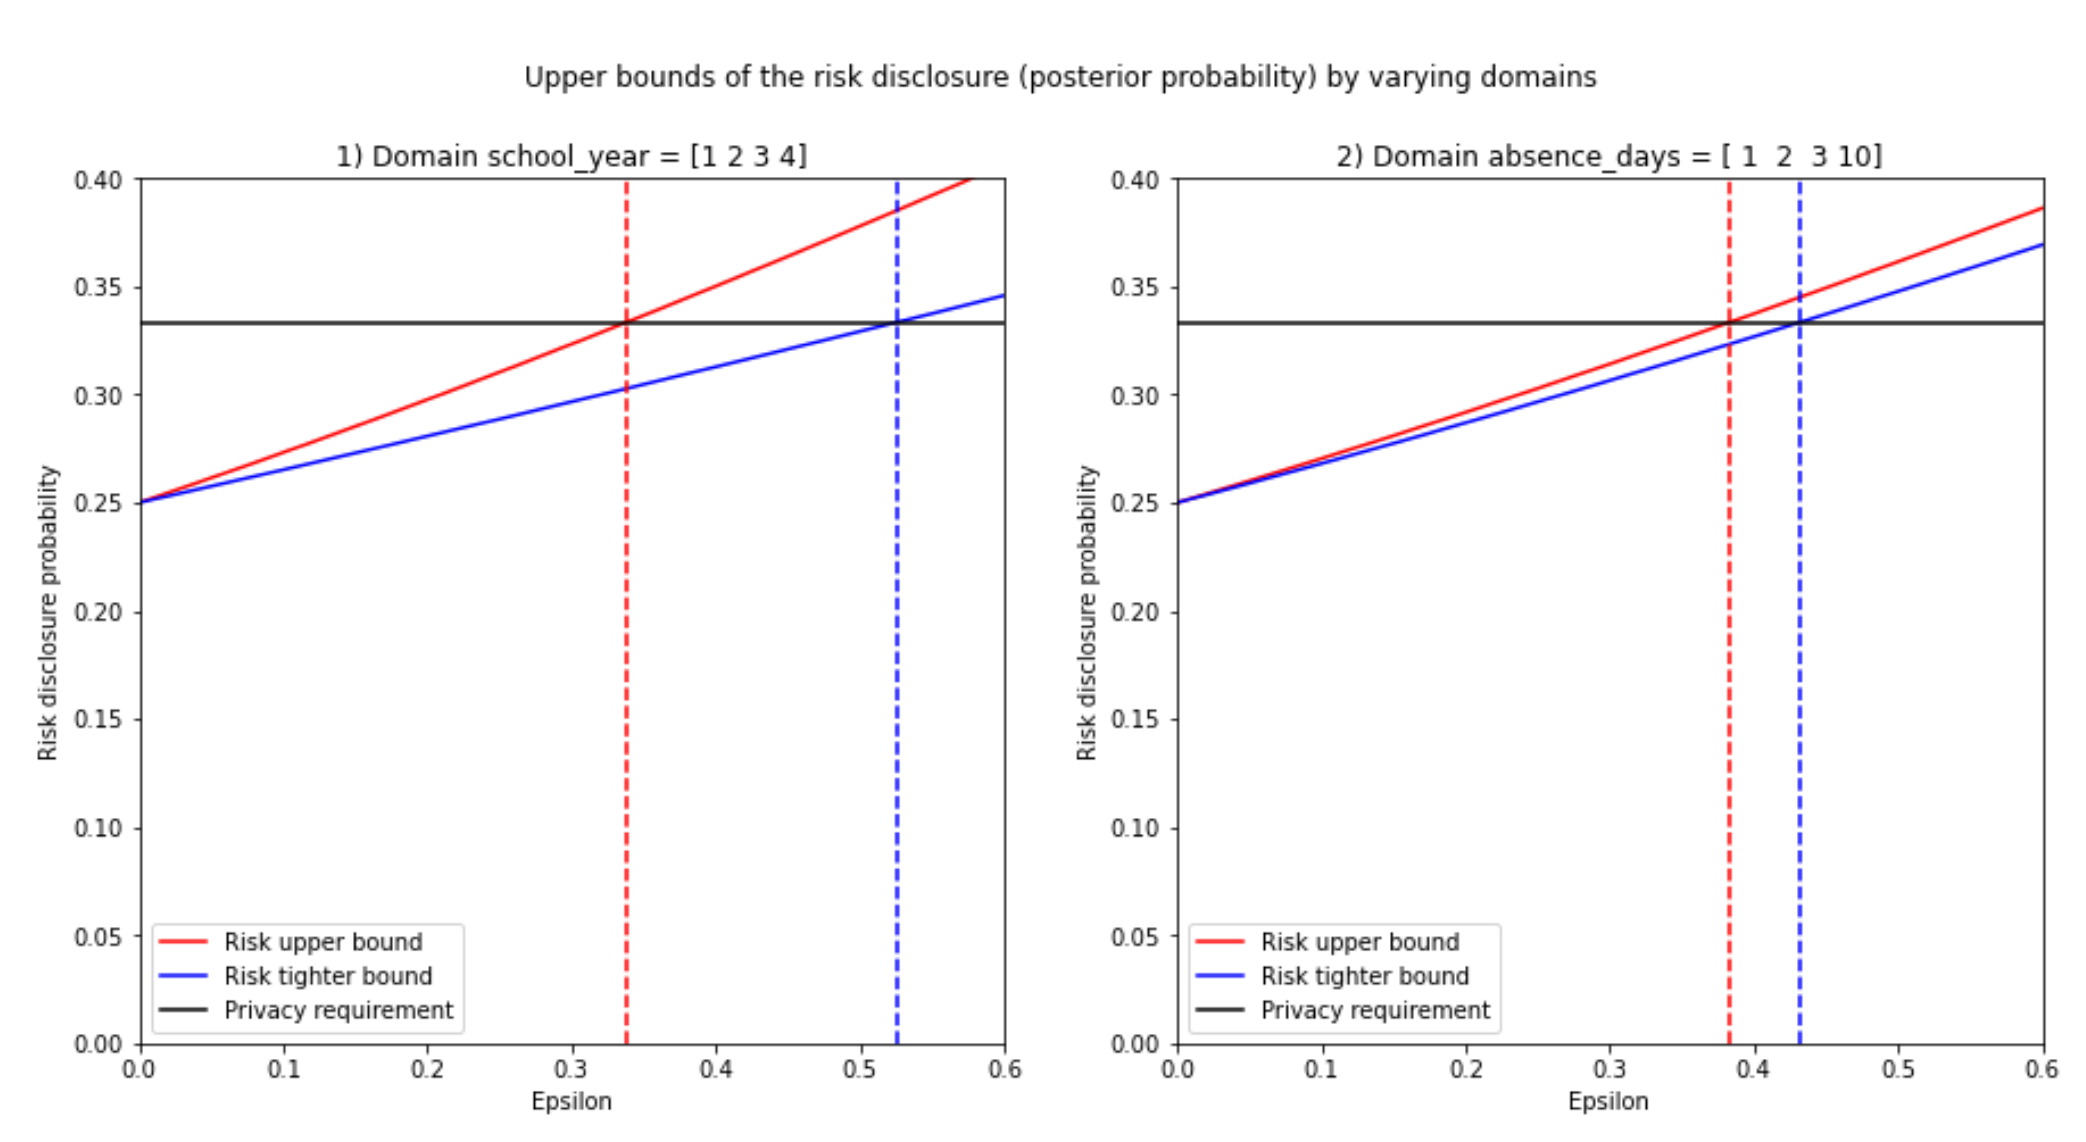 Upper bounds of the risk disclosure (posterior probability) by varying domains
1) Domain school_year = [1 2 3 4]
0.40
0.35
0.30
0.25
0.20
0.15
0.10
0.05
0.00
Risk disclosure probability
Risk upper bound
Risk tighter bound
Privacy requirement
0.0 0.1 0.2 0.3 0.4 0.5 0.6
Epsilon
2) Domain absence_days = [ 1 2 3 10]
0.40
0.35
0.30
0.25
0.20
0.15
0.10
0.05
0.00
Risk disclosure probability
Risk upper bound
Risk tighter bound
Privacy requirement
0.0 0.1 0.2 0.3 0.4 0.5 0.6
Epsilon